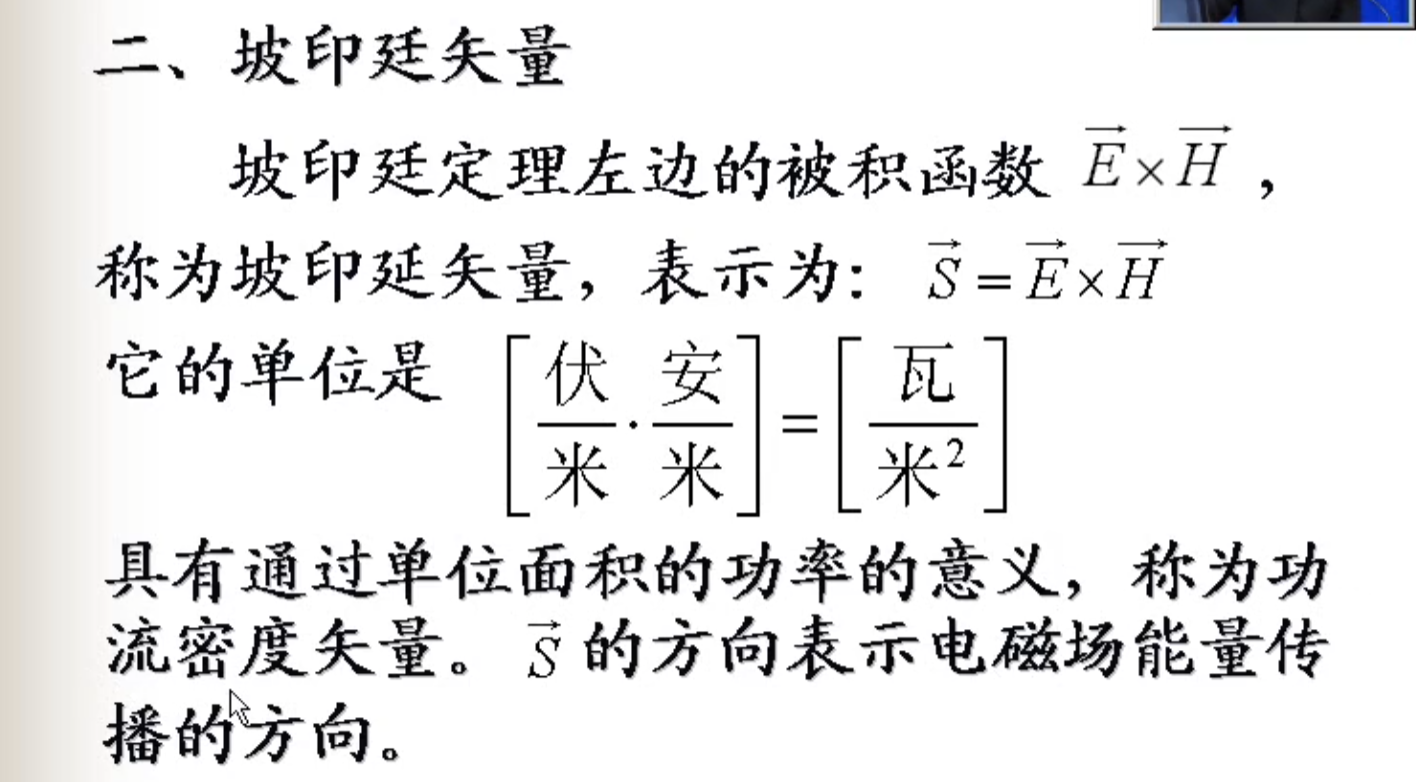 二、坡印廷矢量
坡印廷定理左边的被积函数 $\vec{E}\times\vec{H}$ ，
称为坡印延矢量，表示为: $\vec{S}=\vec{E}\times\vec{H}$
它的单位是 $\left[\frac{伏}{米}\cdot\frac{安}{米}\right]=\left[\frac{瓦}{米^2}\right]$
具有通过单位面积的功率的意义，称为功
流密度矢量。 $\vec{S}$ 的方向表示电磁场能量传
播的方向。